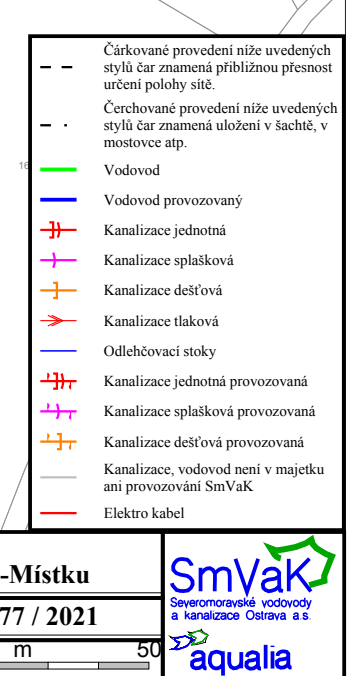 Čárkované provedení níže uvedených
stylů čar znamená přibližnou přesnost
určení polohy sítě.
Čerchované provedení níže uvedených
stylů čar znamená uložení v šachtě, v
mostovce atp.
16
Vodovod
Vodovod provozovaný
Kanalizace jednotná
Kanalizace splašková
Kanalizace dešťová
Kanalizace tlaková
Odlehčovací stoky
Kanalizace jednotná provozovaná
Kanalizace splašková provozovaná
Kanalizace dešťová provozovaná
Kanalizace, vodovod není v majetku
ani provozování SmVaK
Elektro kabel
-Místku
77 / 2021
m 50
SmVaK
Severomoravské vodovody
a kanalizace Ostrava a.s.
aqualia